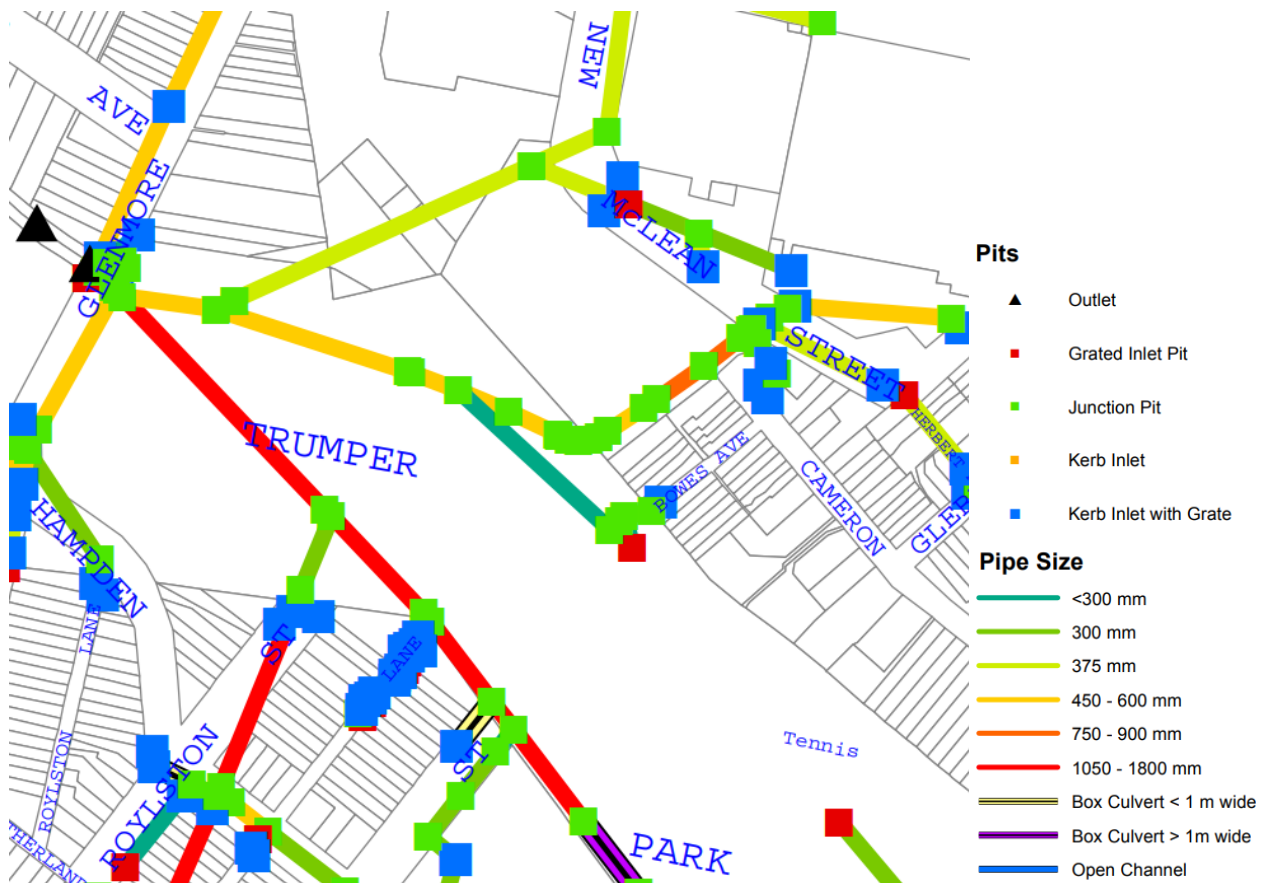 NEW
AVE
GLENMORE
McLEAN
STREET
HERBERT
TRUMPER
BOWES AVE
CAMERON
GLEB
HAMPDEN
LANE
ST
LANE
ROYLSTON
ROYLSTON
ST
Tennis
PARK
THERLAND
Pits
Outlet
Grated Inlet Pit
Junction Pit
Kerb Inlet
Kerb Inlet with Grate
Pipe Size
<300 mm
300 mm
375 mm
450 - 600 mm
750 - 900 mm
1050 - 1800 mm
Box Culvert < 1 m wide
Box Culvert > 1m wide
Open Channel